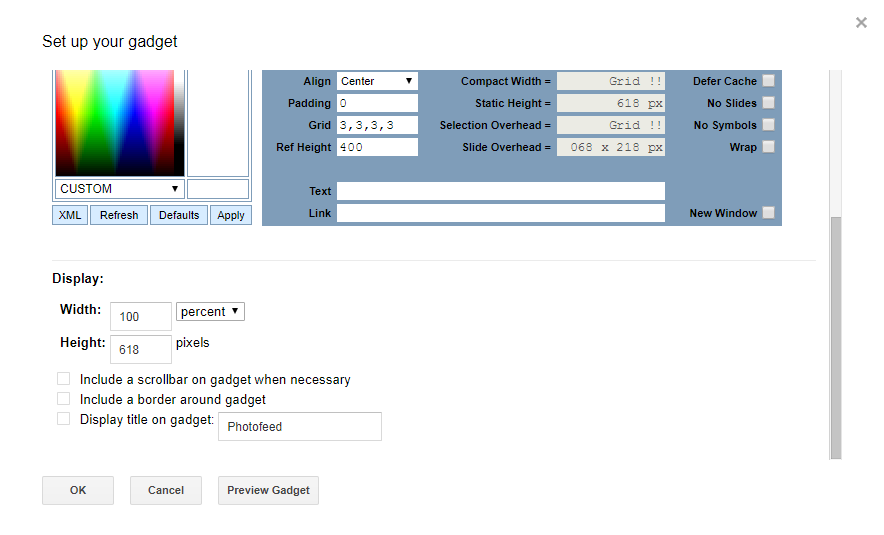 Set up your gadget
Align Center Compact Width = Grid !! Defer Cache
Padding 0 Static Height = 618 px No Slides
Grid 3,3,3,3 Selection Overhead = Grid !! No Symbols
Ref Height 400 Slide Overhead = 068 x 218 px Wrap
CUSTOM
Text
XML Refresh Defaults Apply Link New Window
Display:
Width: 100 percent
Height: 618 pixels
Include a scrollbar on gadget when necessary
Include a border around gadget
Display title on gadget: Photofeed
OK Cancel Preview Gadget